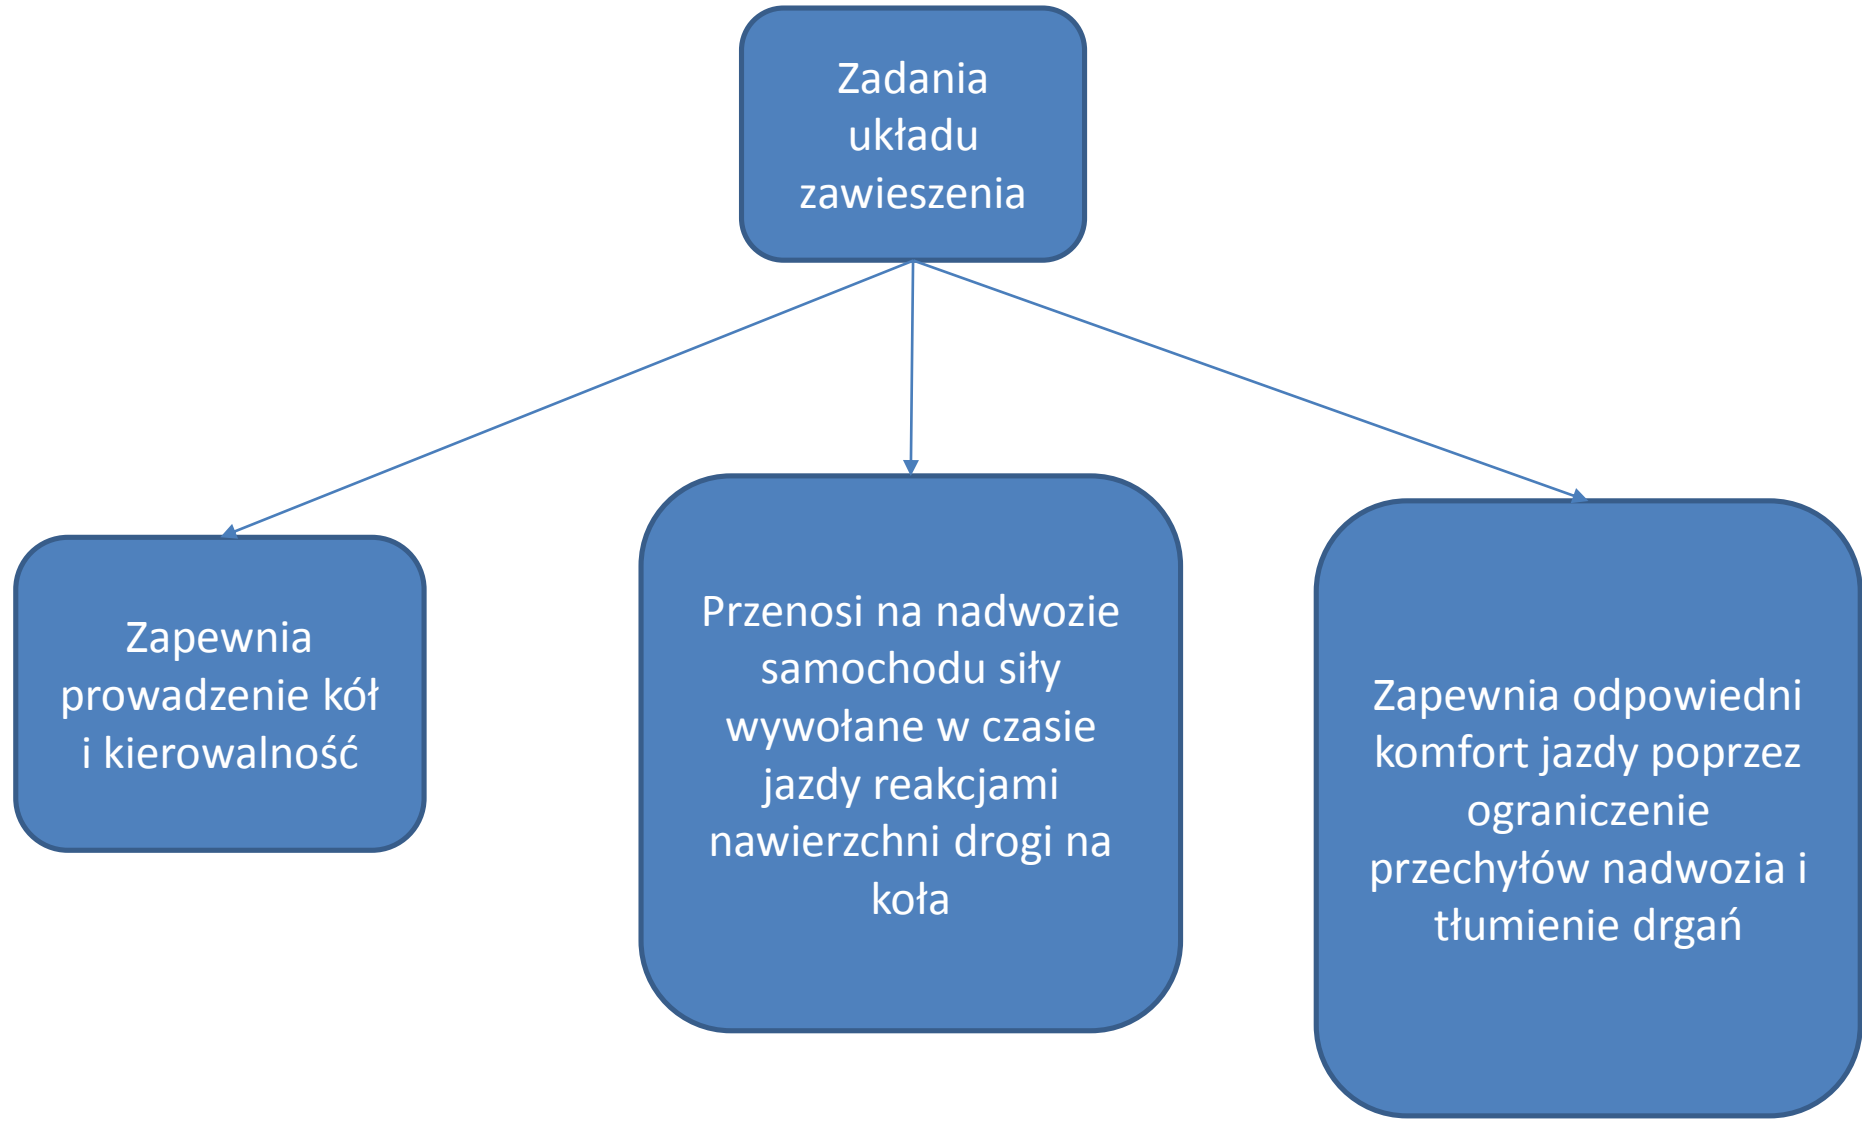 Zadania
układu
zawieszenia
Zapewnia
prowadzenie kół
i kierowalność
Przenosi na nadwozie
samochodu siły
wywołane w czasie
jazdy reakcjami
nawierzchni drogi na
koła
Zapewnia odpowiedni
komfort jazdy poprzez
ograniczenie
przechyłów nadwozia i
tłumienie drgań